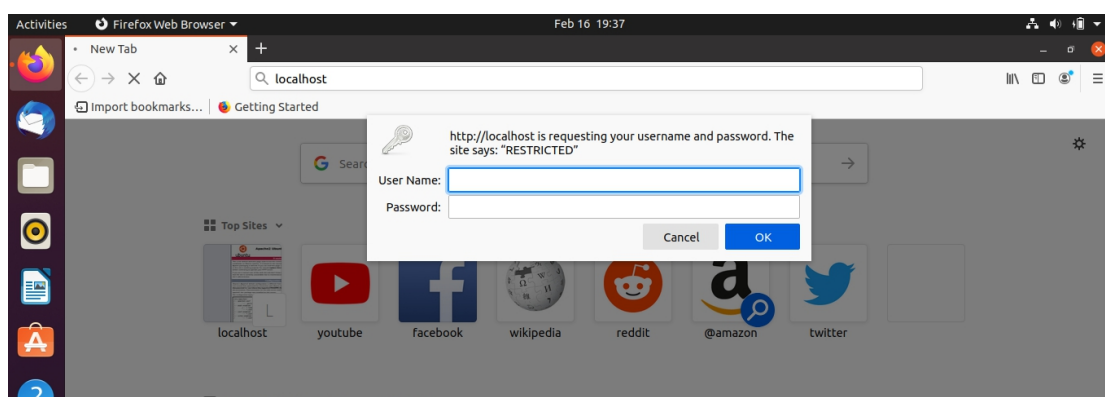 Activities Firefox Web Browser Feb 16 19:37
New Tab
localhost
Import bookmarks... Getting Started
http://localhost is requesting your username and password. The
site says: “RESTRICTED”
G Sear
User Name:
Password:
Cancel OK
Top Sites
localhost youtube facebook wikipedia reddit @amazon twitter